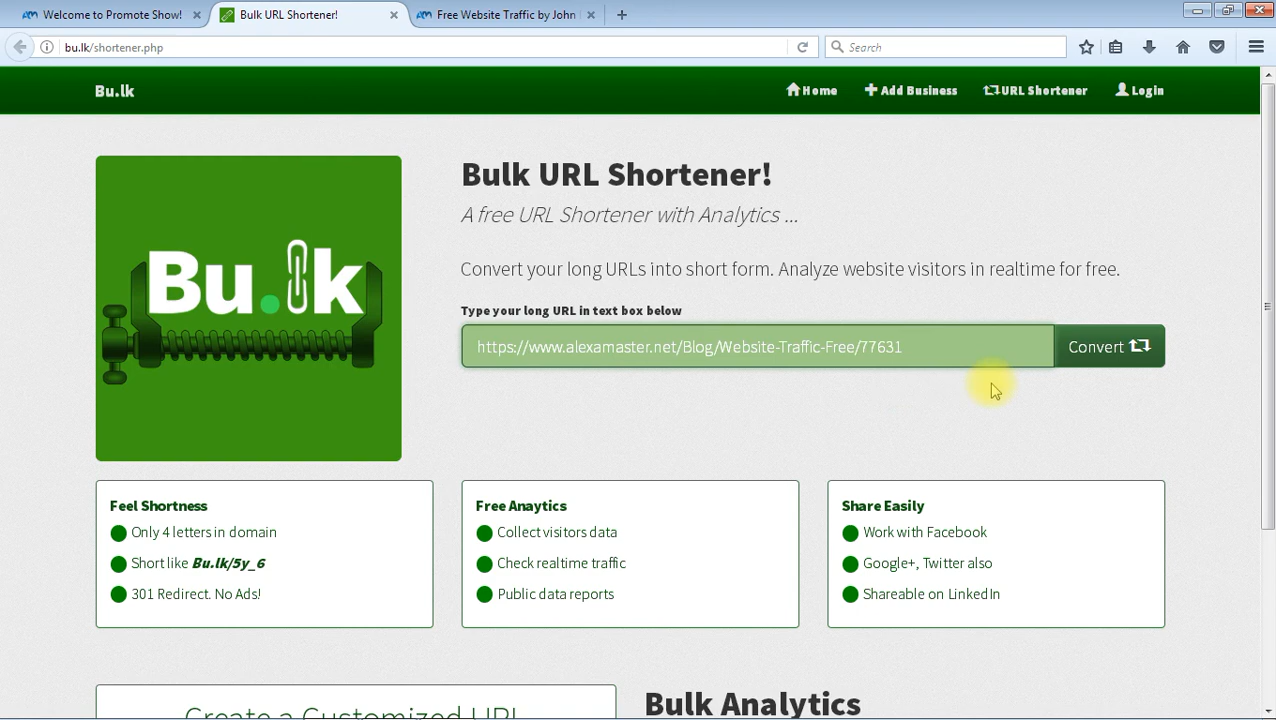 Welcome to Promote Show!
Bulk URL Shortener!
Free Website Traffic by John
bu.lk/shortener.php
Search
Bu.lk
Home
Add Business
URL Shortener
Login
Bu.lk
Bulk URL Shortener!
A free URL Shortener with Analytics ...
Convert your long URLs into short form. Analyze website visitors in realtime for free.
Type your long URL in text box below
https://www.alexamaster.net/Blog/Website-Traffic-Free/77631
Convert
Feel Shortness
Only 4 letters in domain
Short like Bu.lk/5y_6
301 Redirect. No Ads!
Free Anaytics
Collect visitors data
Check realtime traffic
Public data reports
Share Easily
Work with Facebook
Google+, Twitter also
Shareable on LinkedIn
Create a Customized URL
Bulk Analytics